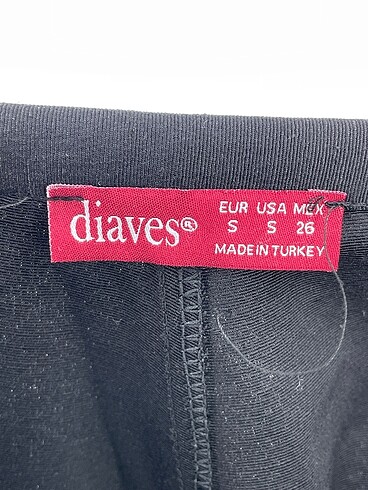 diaves®
EUR USA MEX
S S 26
MADE IN TURKEY